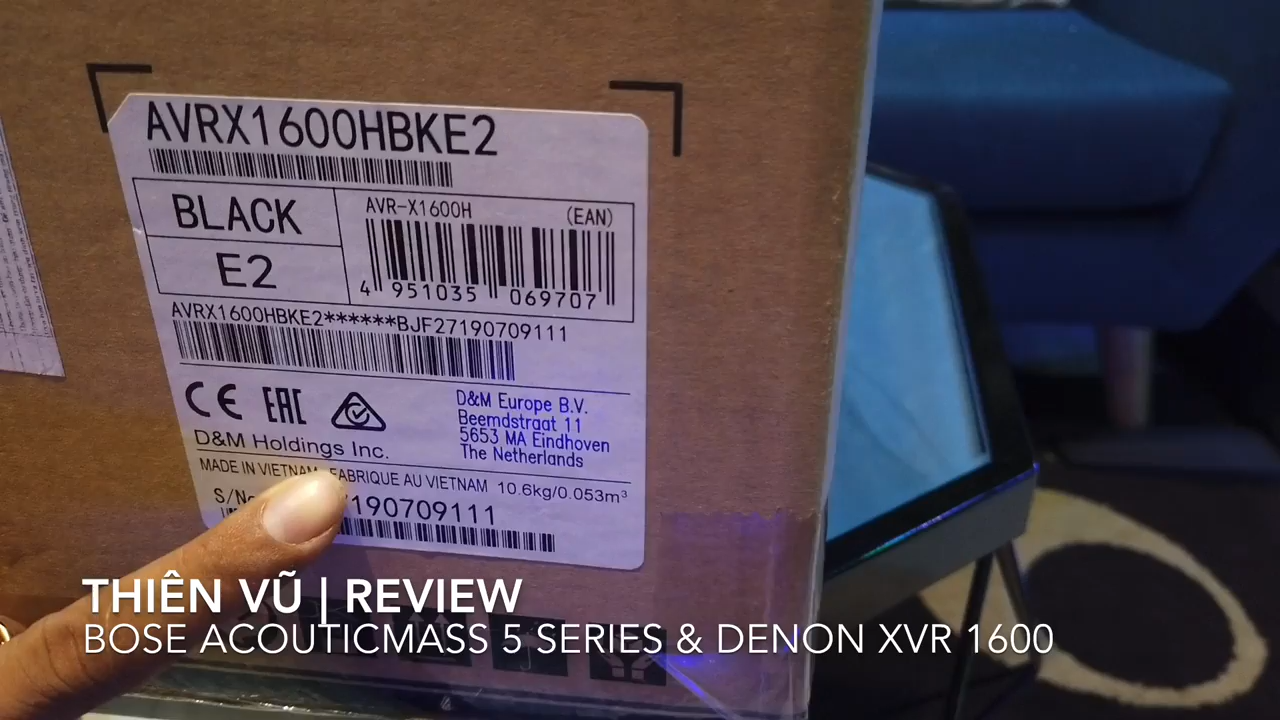 AVRX1600HBKE2
BLACK
E2
AVR-X1600H (EAN)
4 951035 069707
AVRX1600HBKE2******BJF27190709111
CE EAC
D&M Europe B.V.
Beemdstraat 11
5653 MA Eindhoven
The Netherlands
D&M Holdings Inc.
MADE IN VIETNAM FABRIQUE AU VIETNAM 10.6kg/0.053m³
190709111
THIÊN VŨ | REVIEW
BOSE ACOUTICMASS 5 SERIES & DENON XVR 1600